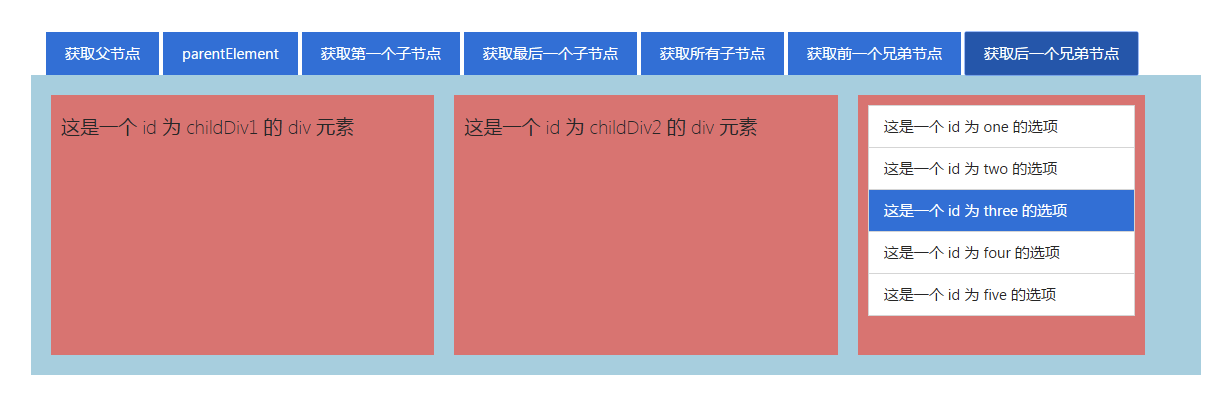 获取父节点
parentElement
获取第一个子节点
获取最后一个子节点
获取所有子节点
获取前一个兄弟节点
获取后一个兄弟节点
这是一个 id 为 childDiv1 的 div 元素
这是一个 id 为 childDiv2 的 div 元素
这是一个 id 为 one 的选项
这是一个 id 为 two 的选项
这是一个 id 为 three 的选项
这是一个 id 为 four 的选项
这是一个 id 为 five 的选项